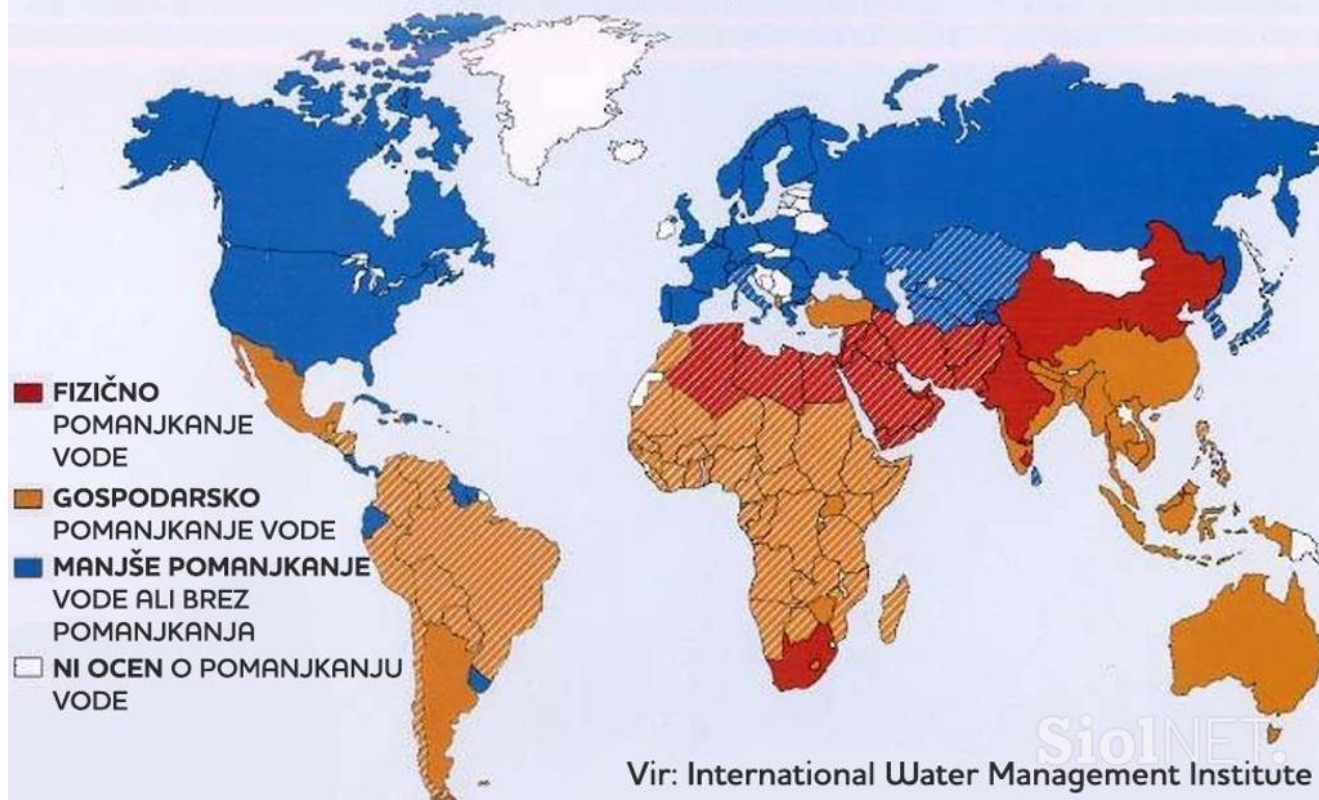 FIZIČNO
POMANJKANJE
VODE
GOSPODARSKO
POMANJKANJE VODE
MANJŠE POMANJKANJE
VODE ALI BREZ
POMANJKANJA
NI OCEN O POMANJKANJU
VODE
SiolNET.
Vir: International Water Management Institute